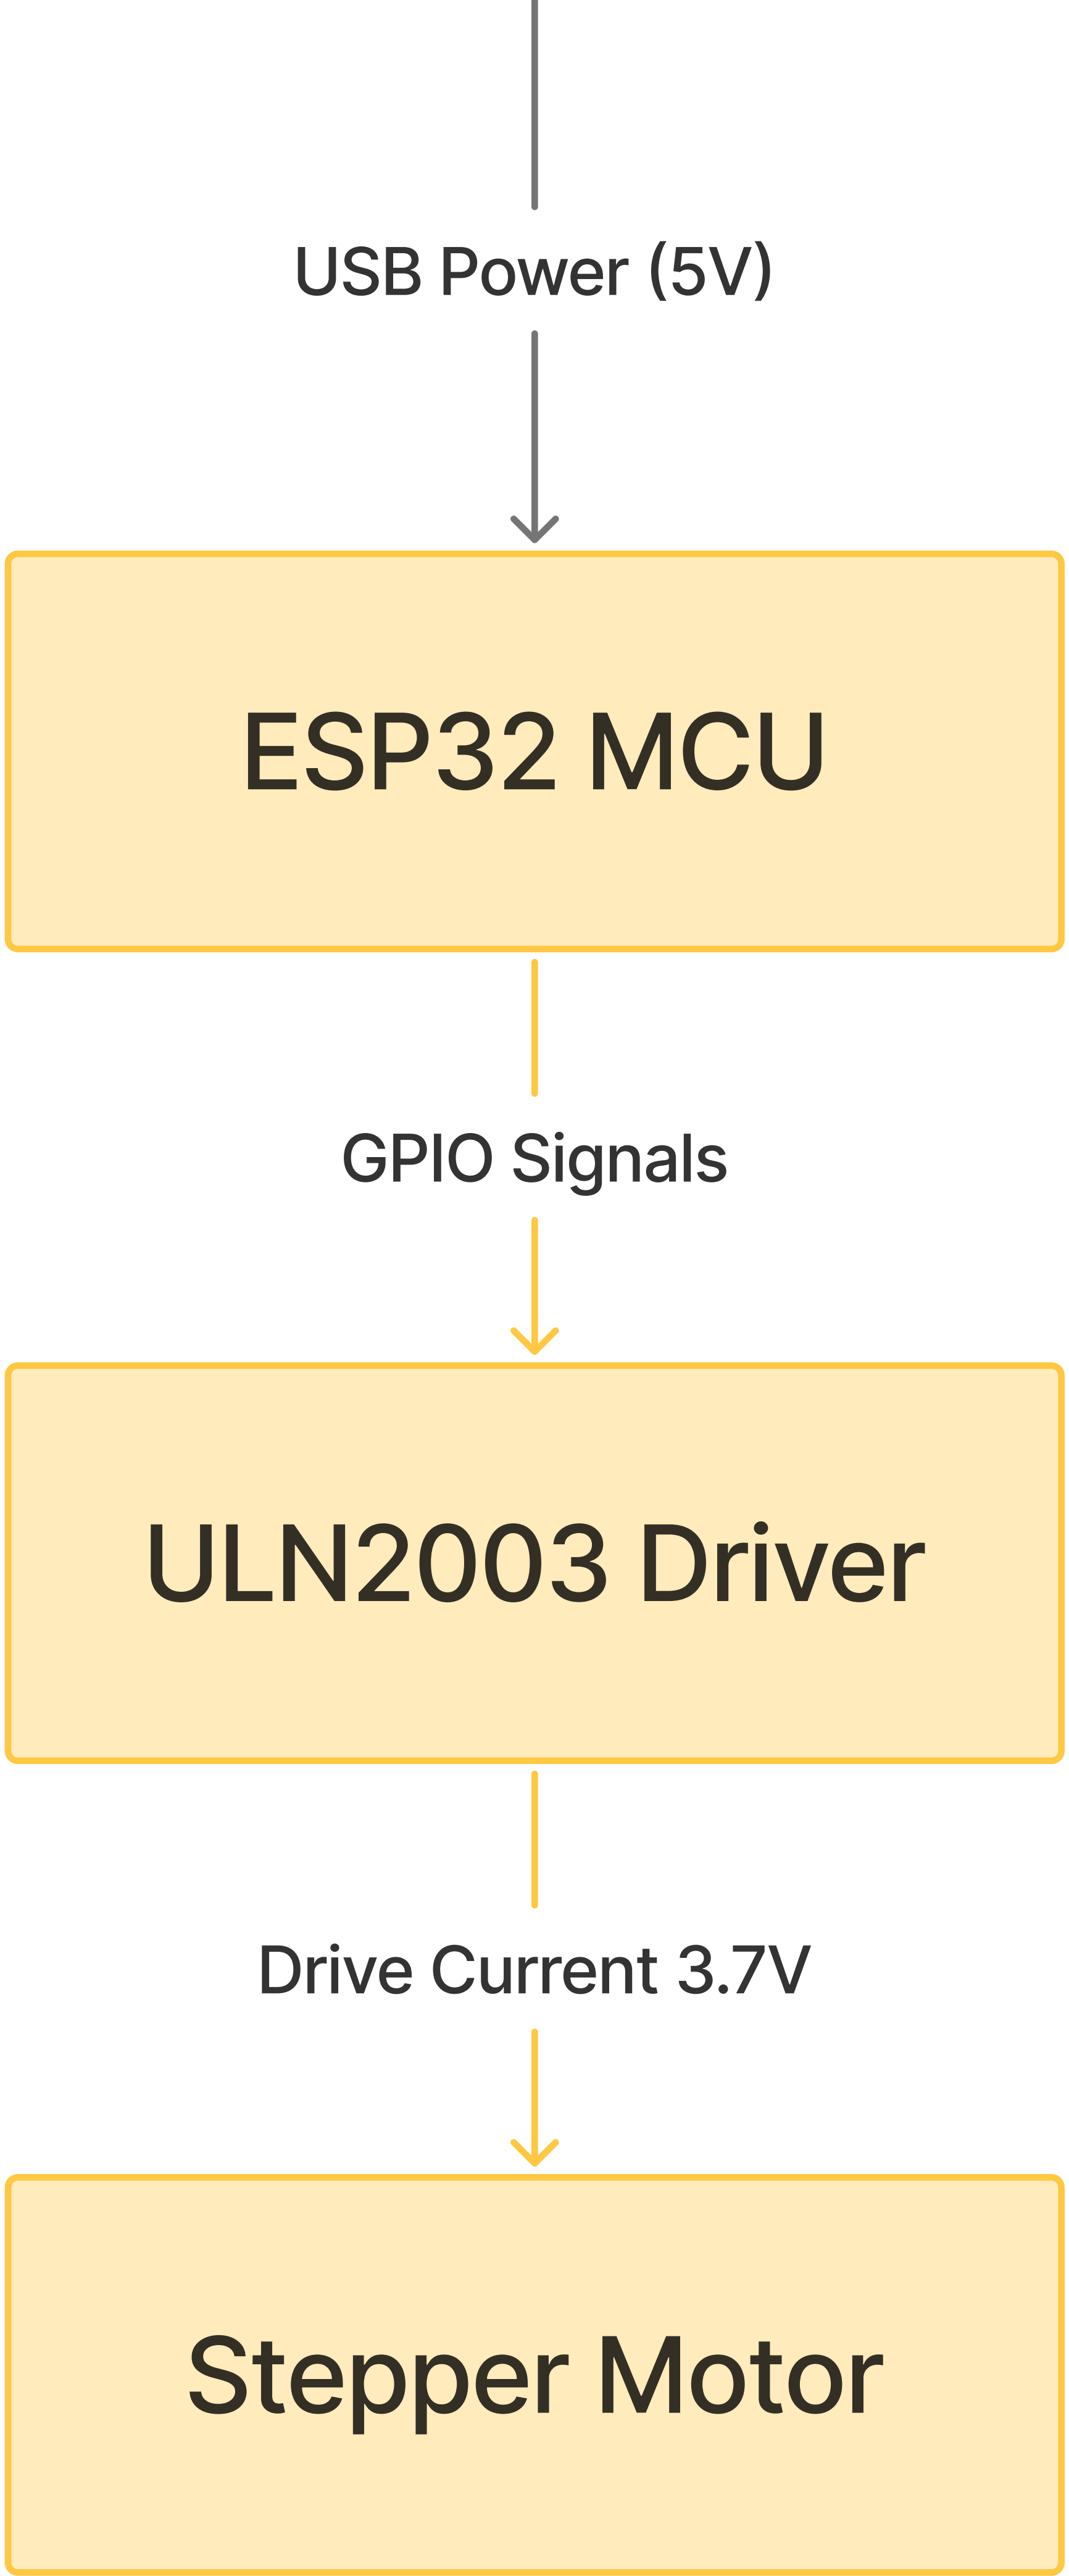 USB Power (5V)
ESP32 MCU
GPIO Signals
ULN2003 Driver
Drive Current 3.7V
Stepper Motor